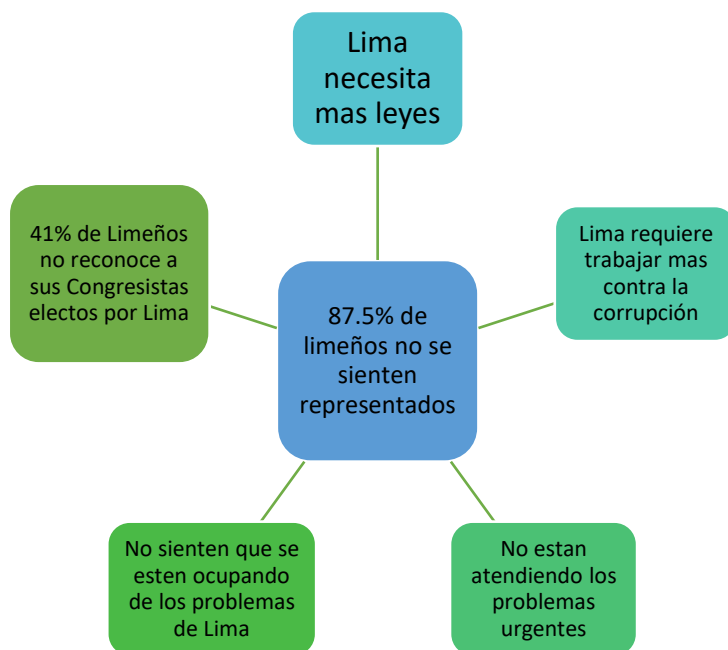 Lima
necesita
mas leyes
41% de Limeños
no reconoce a
sus Congresistas
electos por Lima
Lima requiere
trabajar mas
contra la
corrupción
87.5% de
limeños no se
sienten
representados
No sienten que se
esten ocupando
de los problemas
de Lima
No estan
atendiendo los
problemas
urgentes